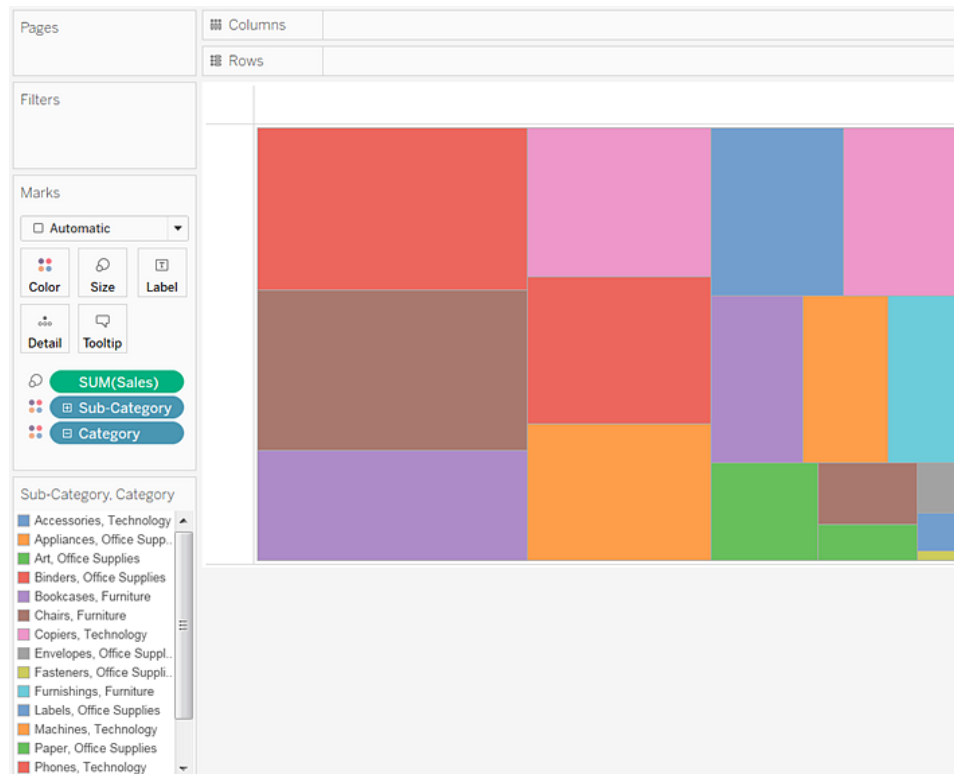 Pages
Columns
Rows
Filters
Marks
Automatic
Color Size Label
Detail Tooltip
SUM(Sales)
Sub-Category
Category
Sub-Category, Category
Accessories, Technology
Appliances, Office Supp..
Art, Office Supplies
Binders, Office Supplies
Bookcases, Furniture
Chairs, Furniture
Copiers, Technology
Envelopes, Office Suppl..
Fasteners, Office Suppli..
Furnishings, Furniture
Labels, Office Supplies
Machines, Technology
Paper, Office Supplies
Phones, Technology